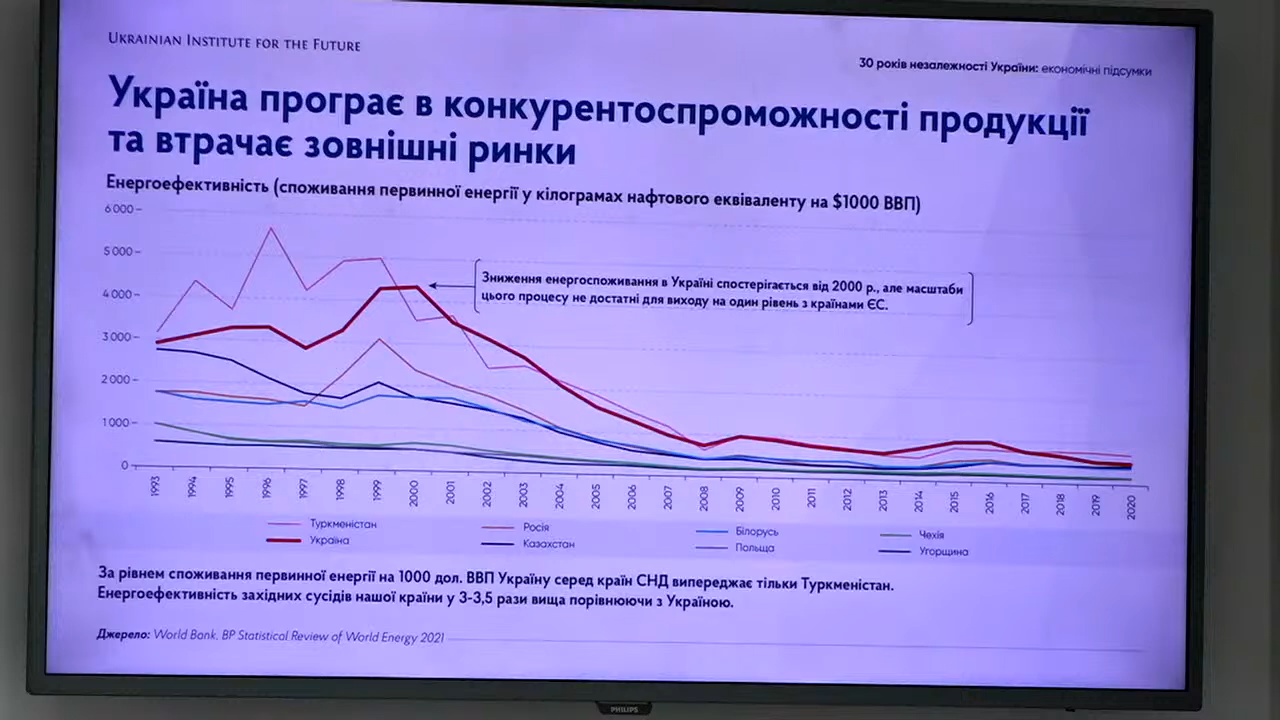 UKRAINIAN INSTITUTE FOR THE FUTURE
30 років незалежності України: економічні підсумки
Україна програє в конкурентоспроможності продукції
та втрачає зовнішні ринки
Енергоефективність (споживання первинної енергії у кілограмах нафтового еквіваленту на $1000 ВВП)
6 000
5 000
4 000
3 000
2 000
1 000
0
Зниження енергоспоживання в Україні спостерігається від 2000 р., але масштаби
цього процесу не достатні для виходу на один рівень з країнами ЄС.
1993 1994 1995 1996 1997 1998 1999 2000 2001 2002 2003 2004 2005 2006 2007 2008 2009 2010 2011 2012 2013 2014 2015 2016 2017 2018 2019 2020
Туркменістан Росія Білорусь Чехія
Україна Казахстан Польща Угорщина
За рівнем споживання первинної енергії на 1000 дол. ВВП Україну серед країн СНД випереджає тільки Туркменістан.
Енергоефективність західних сусідів нашої країни у 3-3,5 рази вища порівнюючи з Україною.
Джерело: World Bank, BP Statistical Review of World Energy 2021
PHILIPS